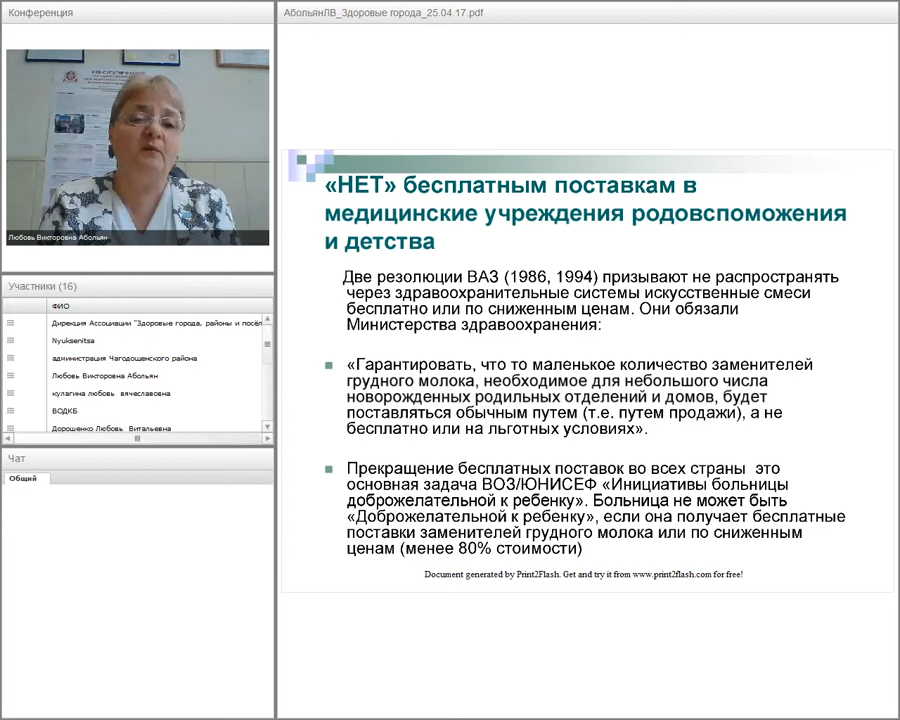 Конференция
Любовь Викторовна Абольян
Участники (16)
ФИО
Дирекция Ассоциации "Здоровые города, районы и посёл
Nyuksenitsa
администрация Чагодощенского района
Любовь Викторовна Абольян
кулагина любовь вячеславовна
ВОДКБ
Дорошенко Любовь Витальевна
Чат
Общий
АбольянЛВ_Здоровые города_25.04.17.pdf
«НЕТ» бесплатным поставкам в
медицинские учреждения родовспоможения
и детства
Две резолюции ВАЗ (1986, 1994) призывают не распространять
через здравоохранительные системы искусственные смеси
бесплатно или по сниженным ценам. Они обязали
Министерства здравоохранения:
«Гарантировать, что то маленькое количество заменителей
грудного молока, необходимое для небольшого числа
новорожденных родильных отделений и домов, будет
поставляться обычным путем (т.е. путем продажи), а не
бесплатно или на льготных условиях».
Прекращение бесплатных поставок во всех страны это
основная задача ВОЗ/ЮНИСЕФ «Инициативы больницы
доброжелательной к ребенку». Больница не может быть
«Доброжелательной к ребенку», если она получает бесплатные
поставки заменителей грудного молока или по сниженным
ценам (менее 80% стоимости)
Document generated by Print2Flash. Get and try it from www.print2flash.com for free!